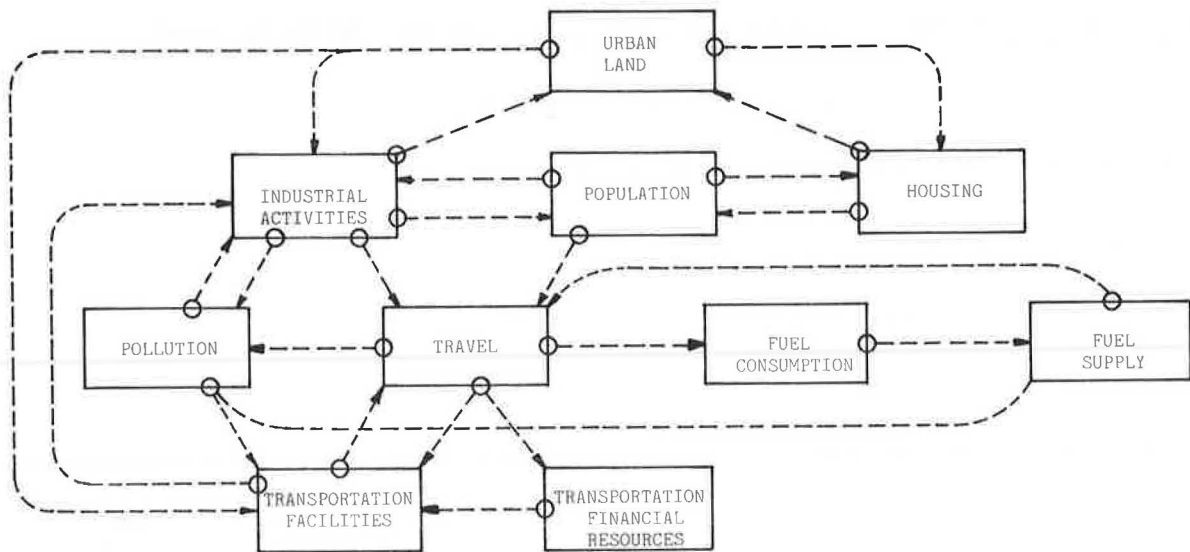 URBAN
LAND
INDUSTRIAL
ACTIVITIES
POPULATION
HOUSING
POLLUTION
TRAVEL
FUEL
CONSUMPTION
FUEL
SUPPLY
TRANSPORTATION
FACILITIES
TRANSPORTATION
FINANCIAL
RESOURCES